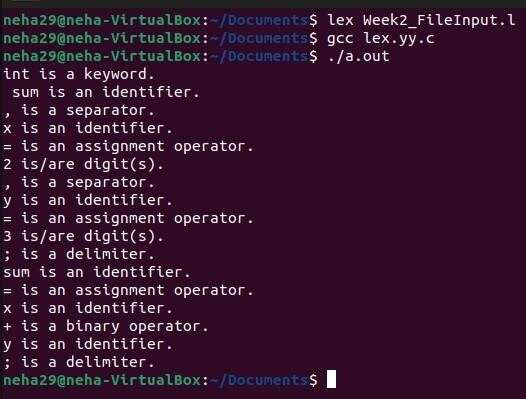 neha29@neha-VirtualBox:~/Documents$ lex Week2_FileInput.l
neha29@neha-VirtualBox:~/Documents$ gcc lex.yy.c
neha29@neha-VirtualBox:~/Documents$ ./a.out
int is a keyword.
 sum is an identifier.
, is a separator.
x is an identifier.
= is an assignment operator.
2 is/are digit(s).
, is a separator.
y is an identifier.
= is an assignment operator.
3 is/are digit(s).
; is a delimiter.
sum is an identifier.
= is an assignment operator.
x is an identifier.
+ is a binary operator.
y is an identifier.
; is a delimiter.
neha29@neha-VirtualBox:~/Documents$